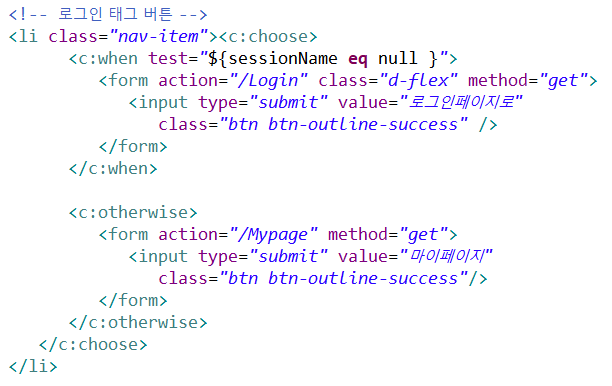 <!-- 로그인 태그 버튼 -->
<li class="nav-item"><c:choose>
<c:when test="${sessionName eq null }">
<form action="/Login" class="d-flex" method="get">
<input type="submit" value="로그인페이지로"
class="btn btn-outline-success" />
</form>
</c:when>
<c:otherwise>
<form action="/Mypage" method="get">
<input type="submit" value="마이페이지"
class="btn btn-outline-success"/>
</form>
</c:otherwise>
</c:choose>
</li>